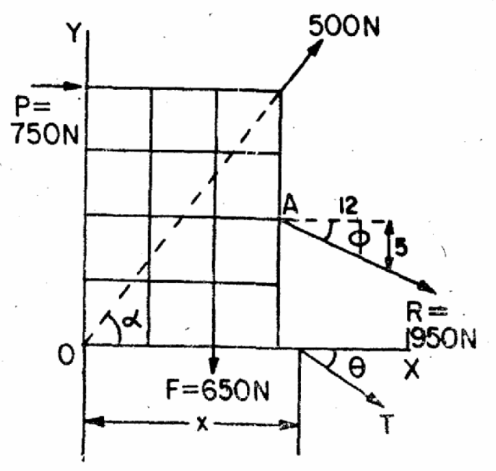 Y
500N
P=
750N
A
12
Φ
5
R=
1950N
α
O
F=650N
θ
X
x
T